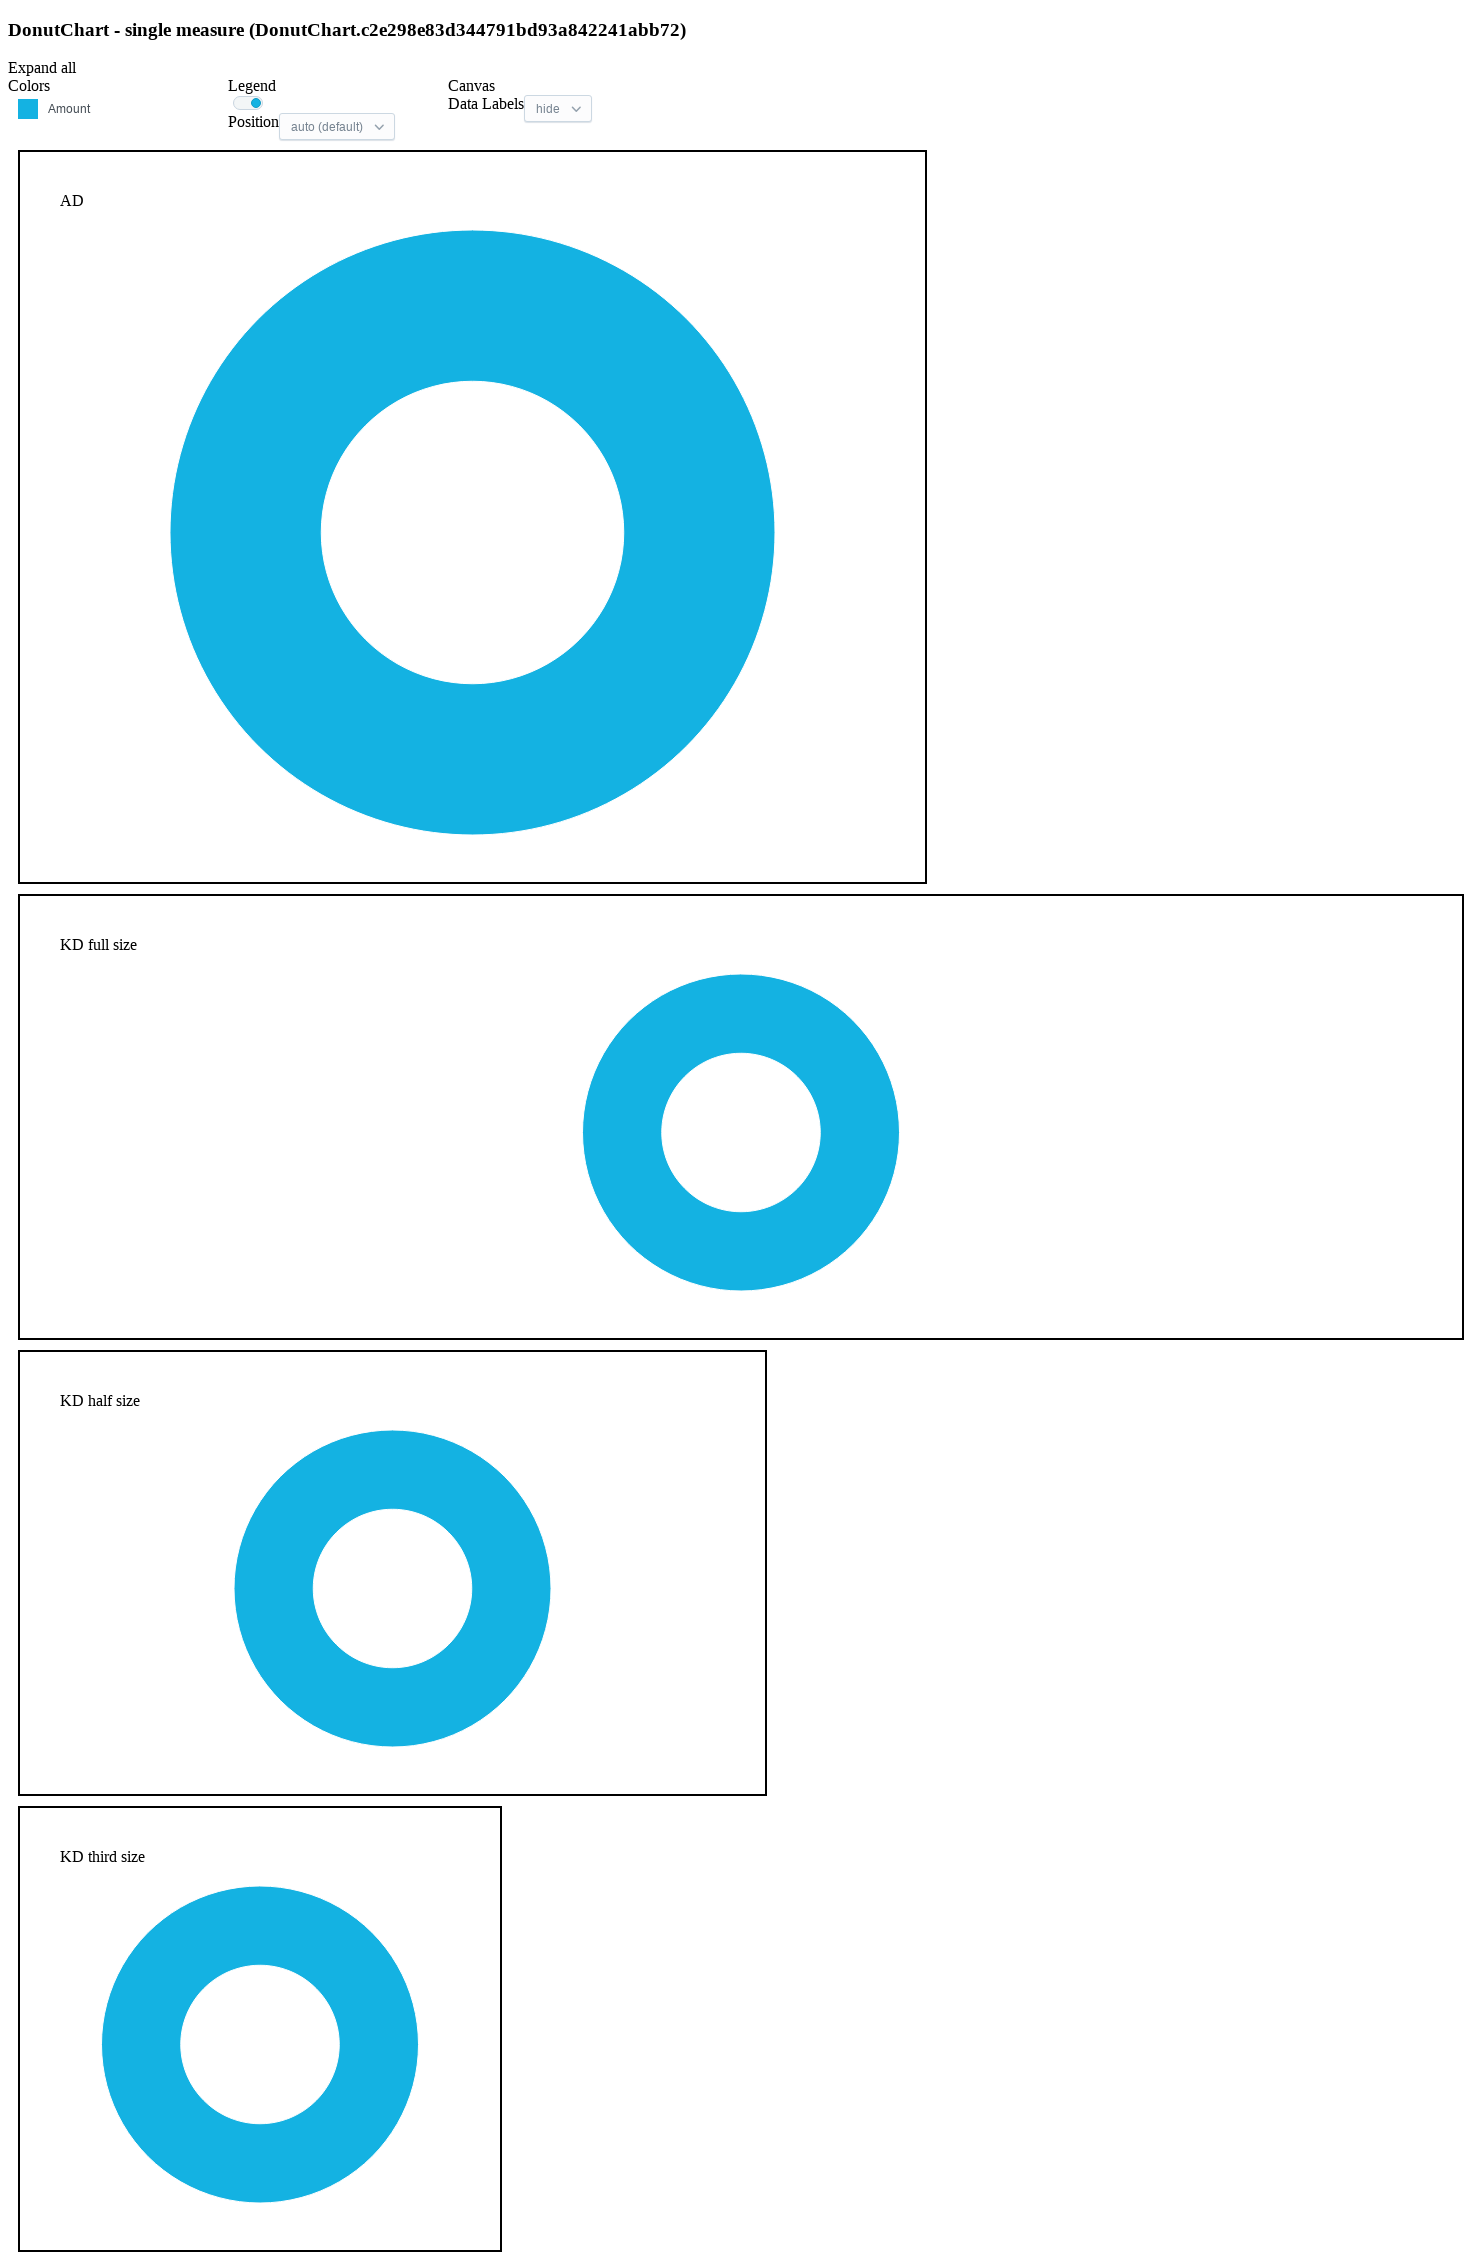 DonutChart - single measure (DonutChart.c2e298e83d344791bd93a842241abb72)
Expand all
Colors
Amount
Legend
Position auto (default)
Canvas
Data Labels hide
AD
KD full size
KD half size
KD third size